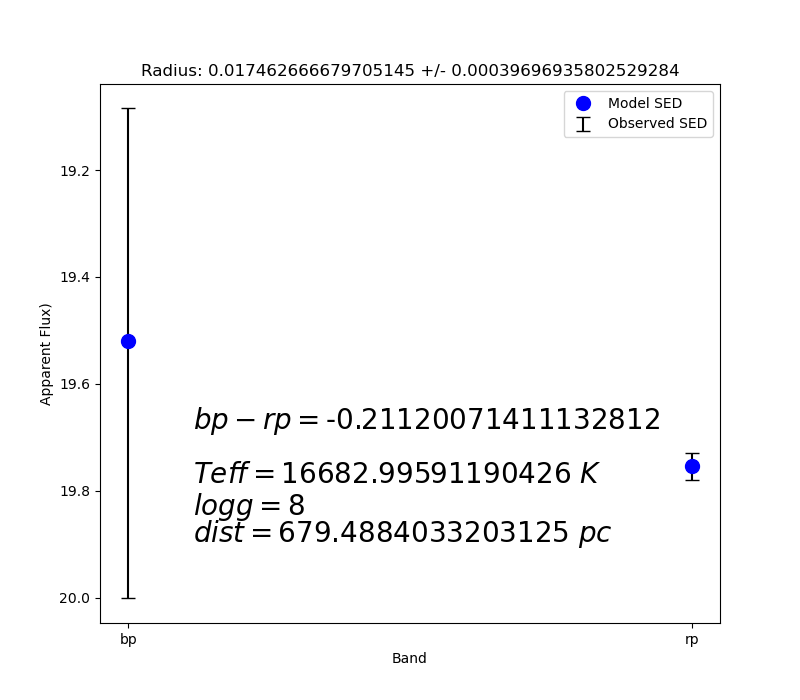 Radius: 0.017462666679705145 +/- 0.00039696935802529284
Model SED
Observed SED
Apparent Flux)
19.2
19.4
19.6
19.8
20.0
bp − rp = -0.21120071411132812
Teff = 16682.99591190426 K
logg = 8
dist = 679.4884033203125 pc
bp
rp
Band